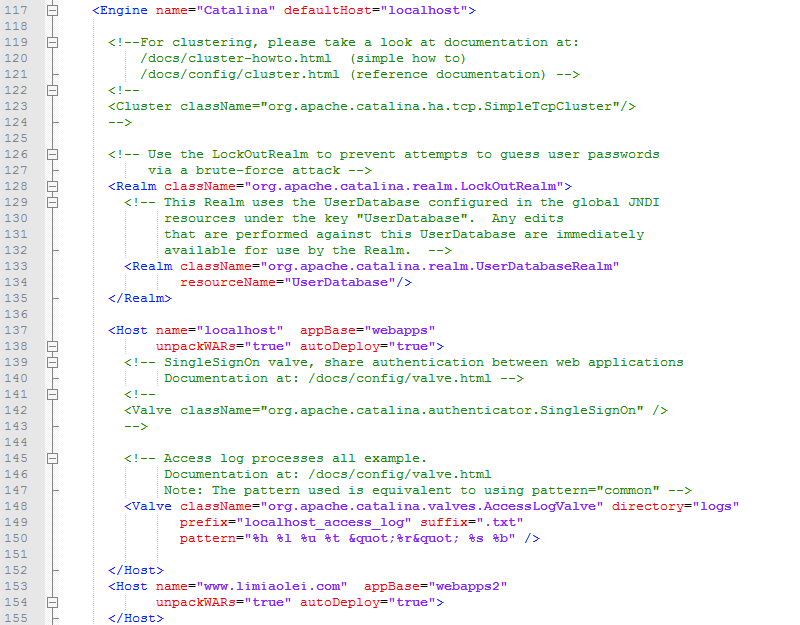 117 <Engine name="Catalina" defaultHost="localhost">
118
119 <!--For clustering, please take a look at documentation at:
120 /docs/cluster-howto.html  (simple how to)
121 /docs/config/cluster.html (reference documentation) -->
122 <!--
123 <Cluster className="org.apache.catalina.ha.tcp.SimpleTcpCluster"/>
124 -->
125
126 <!-- Use the LockOutRealm to prevent attempts to guess user passwords
127 via a brute-force attack -->
128 <Realm className="org.apache.catalina.realm.LockOutRealm">
129 <!-- This Realm uses the UserDatabase configured in the global JNDI
130 resources under the key "UserDatabase".  Any edits
131 that are performed against this UserDatabase are immediately
132 available for use by the Realm.  -->
133 <Realm className="org.apache.catalina.realm.UserDatabaseRealm"
134 resourceName="UserDatabase"/>
135 </Realm>
136
137 <Host name="localhost"  appBase="webapps"
138 unpackWARs="true" autoDeploy="true">
139 <!-- SingleSignOn valve, share authentication between web applications
140 Documentation at: /docs/config/valve.html -->
141 <!--
142 <Valve className="org.apache.catalina.authenticator.SingleSignOn" />
143 -->
144
145 <!-- Access log processes all example.
146 Documentation at: /docs/config/valve.html
147 Note: The pattern used is equivalent to using pattern="common" -->
148 <Valve className="org.apache.catalina.valves.AccessLogValve" directory="logs"
149 prefix="localhost_access_log" suffix=".txt"
150 pattern="%h %l %u %t &quot;%r&quot; %s %b" />
151
152 </Host>
153 <Host name="www.limiaolei.com"  appBase="webapps2"
154 unpackWARs="true" autoDeploy="true">
155 </Host>